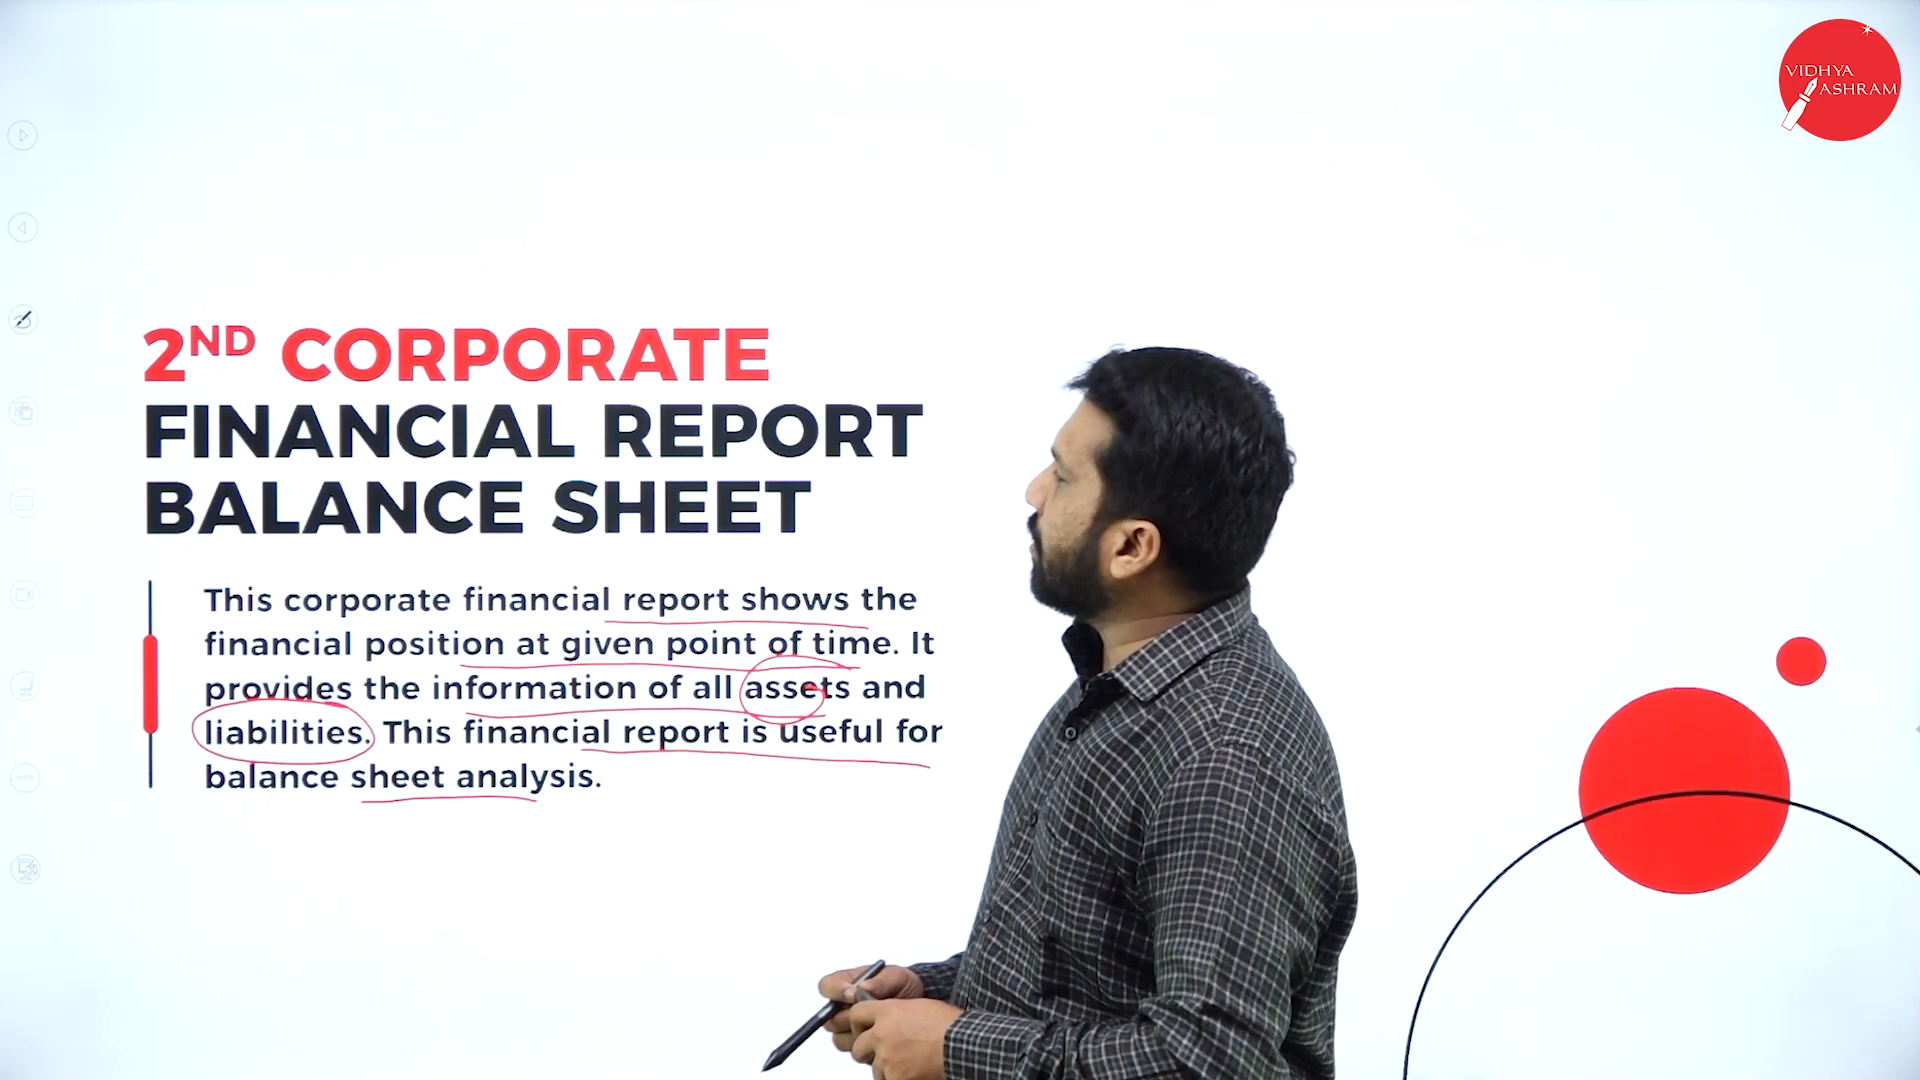 VIDHYA
ASHRAM
2ND CORPORATE
FINANCIAL REPORT
BALANCE SHEET
This corporate financial report shows the
financial position at given point of time. It
provides the information of all assets and
liabilities. This financial report is useful for
balance sheet analysis.